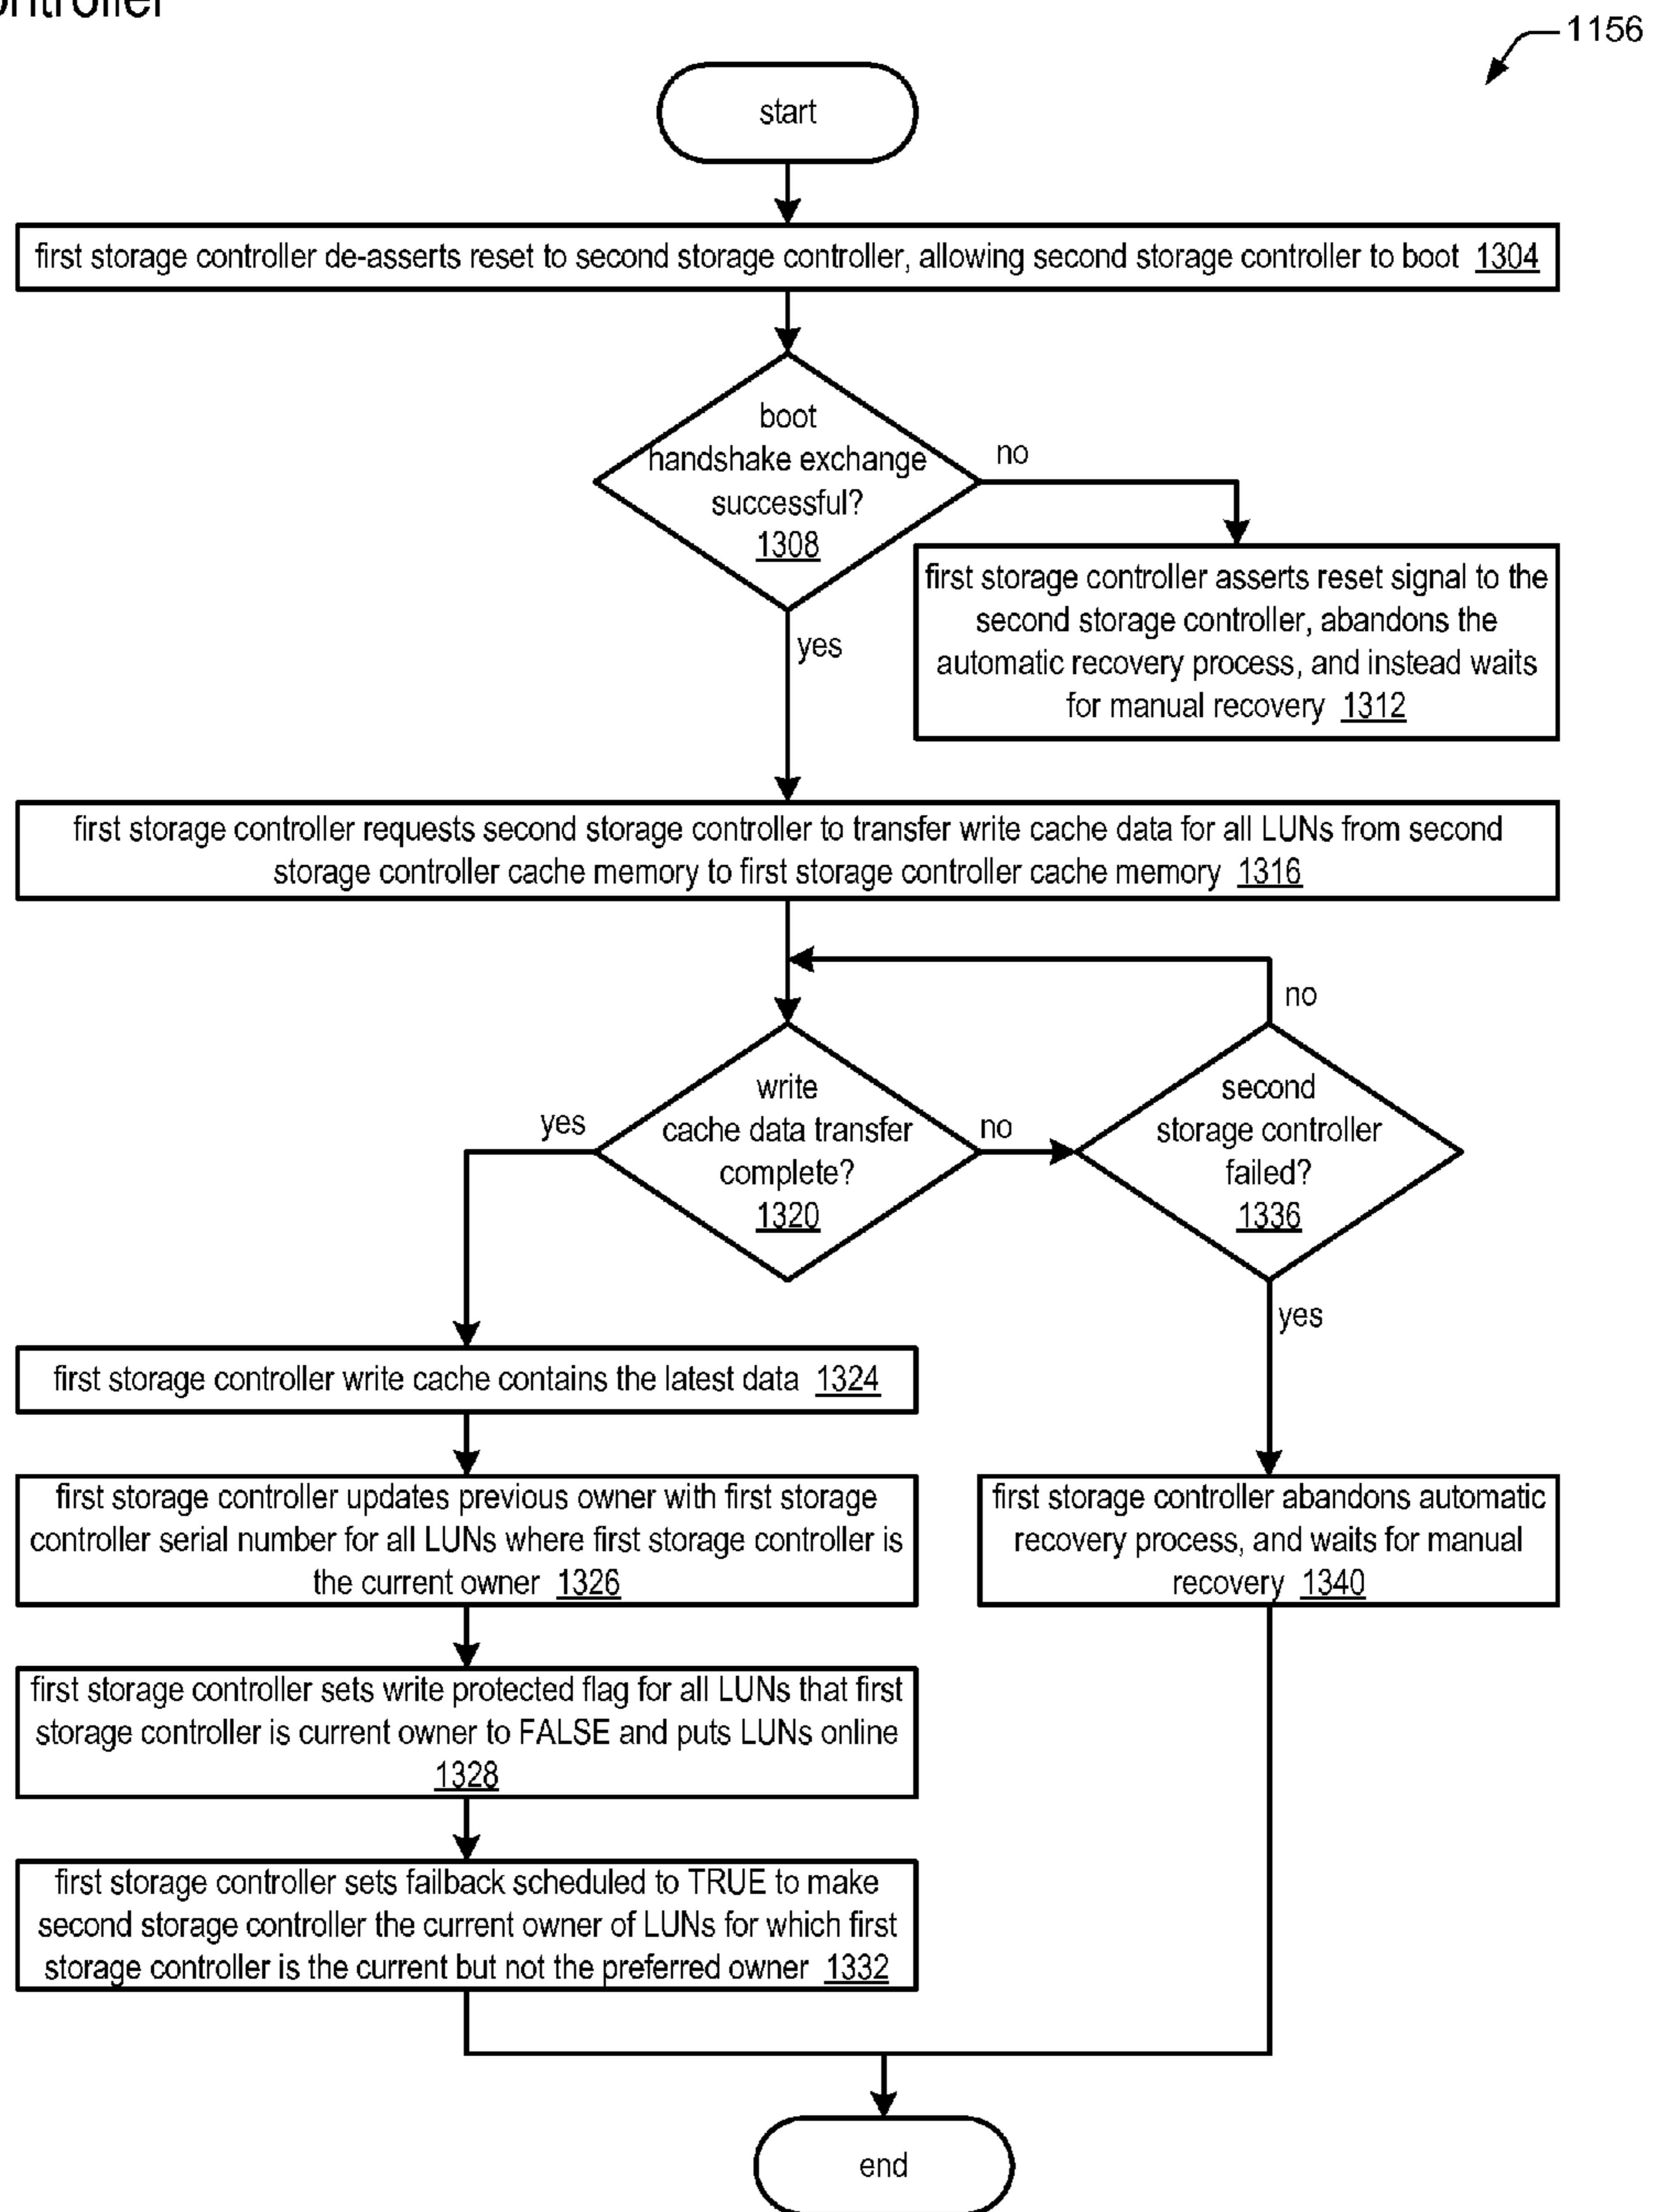 1156
start
first storage controller de-asserts reset to second storage controller, allowing second storage controller to boot 1304
boot
handshake exchange
successful?
1308
no
yes
first storage controller asserts reset signal to the
second storage controller, abandons the
automatic recovery process, and instead waits
for manual recovery 1312
first storage controller requests second storage controller to transfer write cache data for all LUNs from second
storage controller cache memory to first storage controller cache memory 1316
no
write
cache data transfer
complete?
1320
yes
no
second
storage controller
failed?
1336
yes
first storage controller write cache contains the latest data 1324
first storage controller updates previous owner with first storage
controller serial number for all LUNs where first storage controller is
the current owner 1326
first storage controller abandons automatic
recovery process, and waits for manual
recovery 1340
first storage controller sets write protected flag for all LUNs that first
storage controller is current owner to FALSE and puts LUNs online
1328
first storage controller sets failback scheduled to TRUE to make
second storage controller the current owner of LUNs for which first
storage controller is the current but not the preferred owner 1332
end